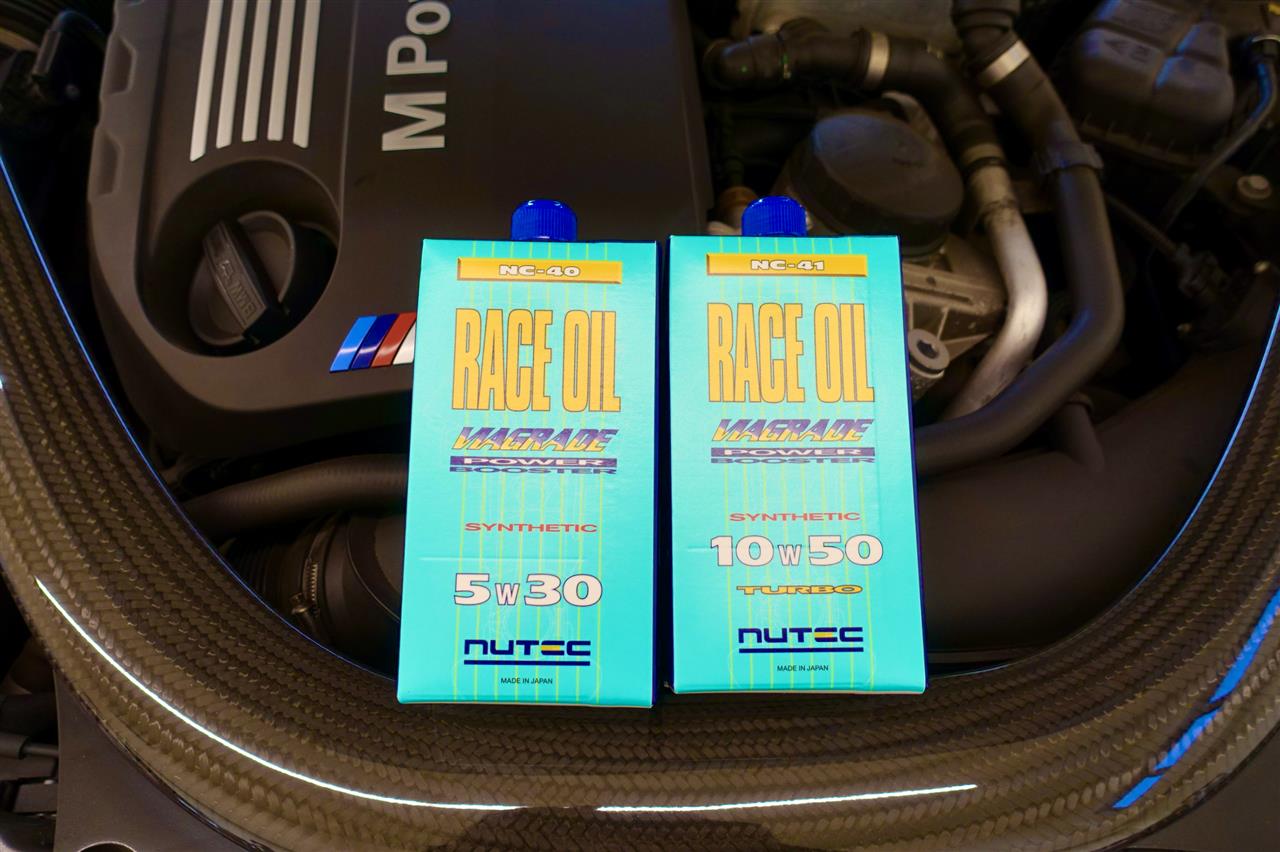 M Po
NC-40
RACE OIL
VIAGRADE
POWER
BOOSTER
SYNTHETIC
5W30
NUTEC
MADE IN JAPAN
NC-41
RACE OIL
VIAGRADE
POWER
BOOSTER
SYNTHETIC
10W50
TURBO
NUTEC
MADE IN JAPAN